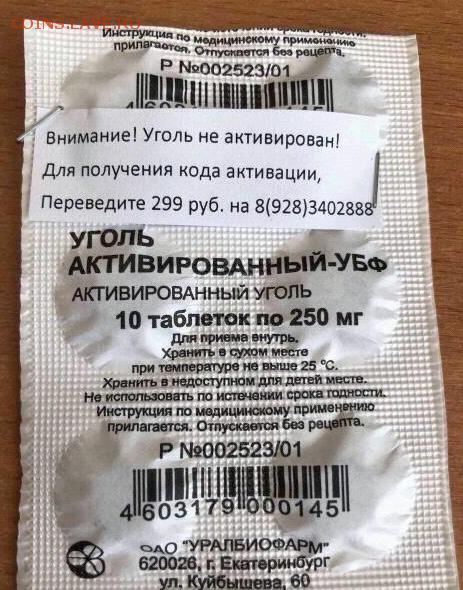 COINS.LAVE.RU
Инструкция по медицинскому применению
прилагается. Отпускается без рецепта.
Р №002523/01
Внимание! Уголь не активирован!
Для получения кода активации,
Переведите 299 руб. на 8(928)3402888
УГОЛЬ
АКТИВИРОВАННЫЙ-УБФ
АКТИВИРОВАННЫЙ УГОЛЬ
10 таблеток по 250 мг
Для приема внутрь.
Хранить в сухом месте
при температуре не выше 25 °С.
Хранить в недоступном для детей месте.
Не использовать по истечении срока годности.
Инструкция по медицинскому применению
прилагается. Отпускается без рецепта.
Р №002523/01
4 603179 000145
ОАО "УРАЛБИОФАРМ"
620026, г. Екатеринбург
ул. Куйбышева, 60